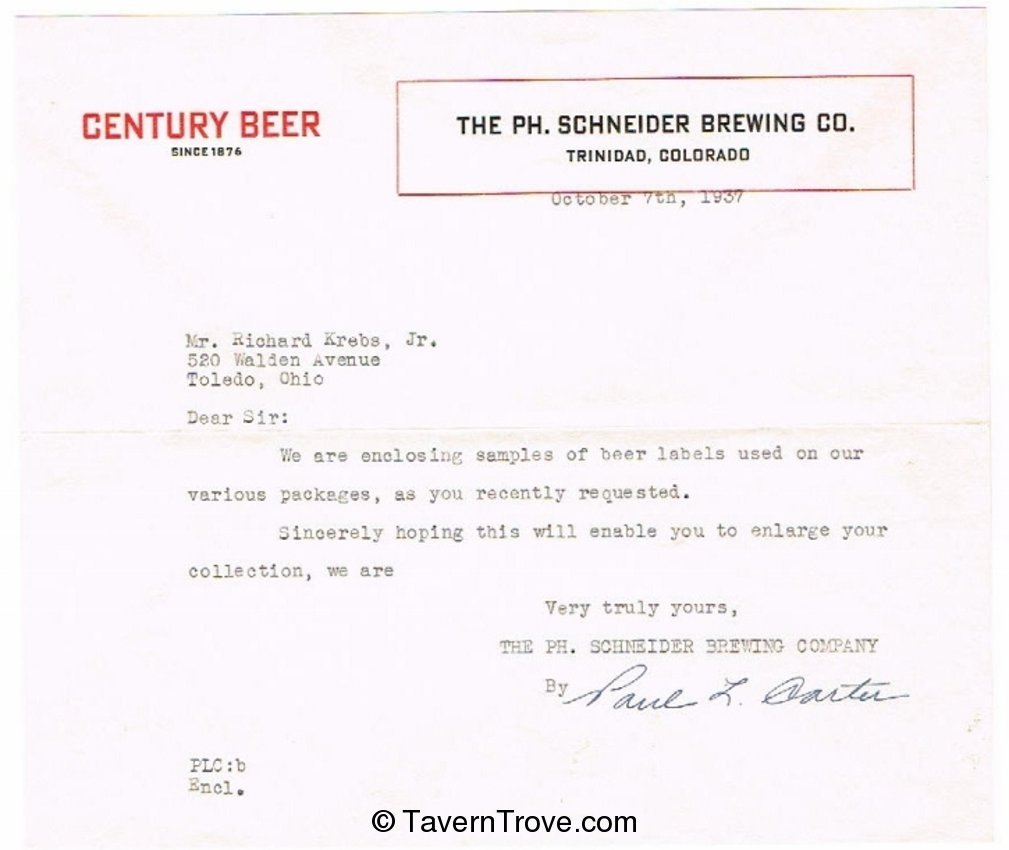 CENTURY BEER
SINCE 1876
THE PH. SCHNEIDER BREWING CO.
TRINIDAD, COLORADO
October 7th, 1937
Mr. Richard Krebs, Jr.
520 Walden Avenue
Toledo, Ohio
Dear Sir:
We are enclosing samples of beer labels used on our
various packages, as you recently requested.
Sincerely hoping this will enable you to enlarge your
collection, we are
Very truly yours,
THE PH. SCHNEIDER BREWING COMPANY
By Paul L. Carter
PLC:b
Encl.
© TavernTrove.com